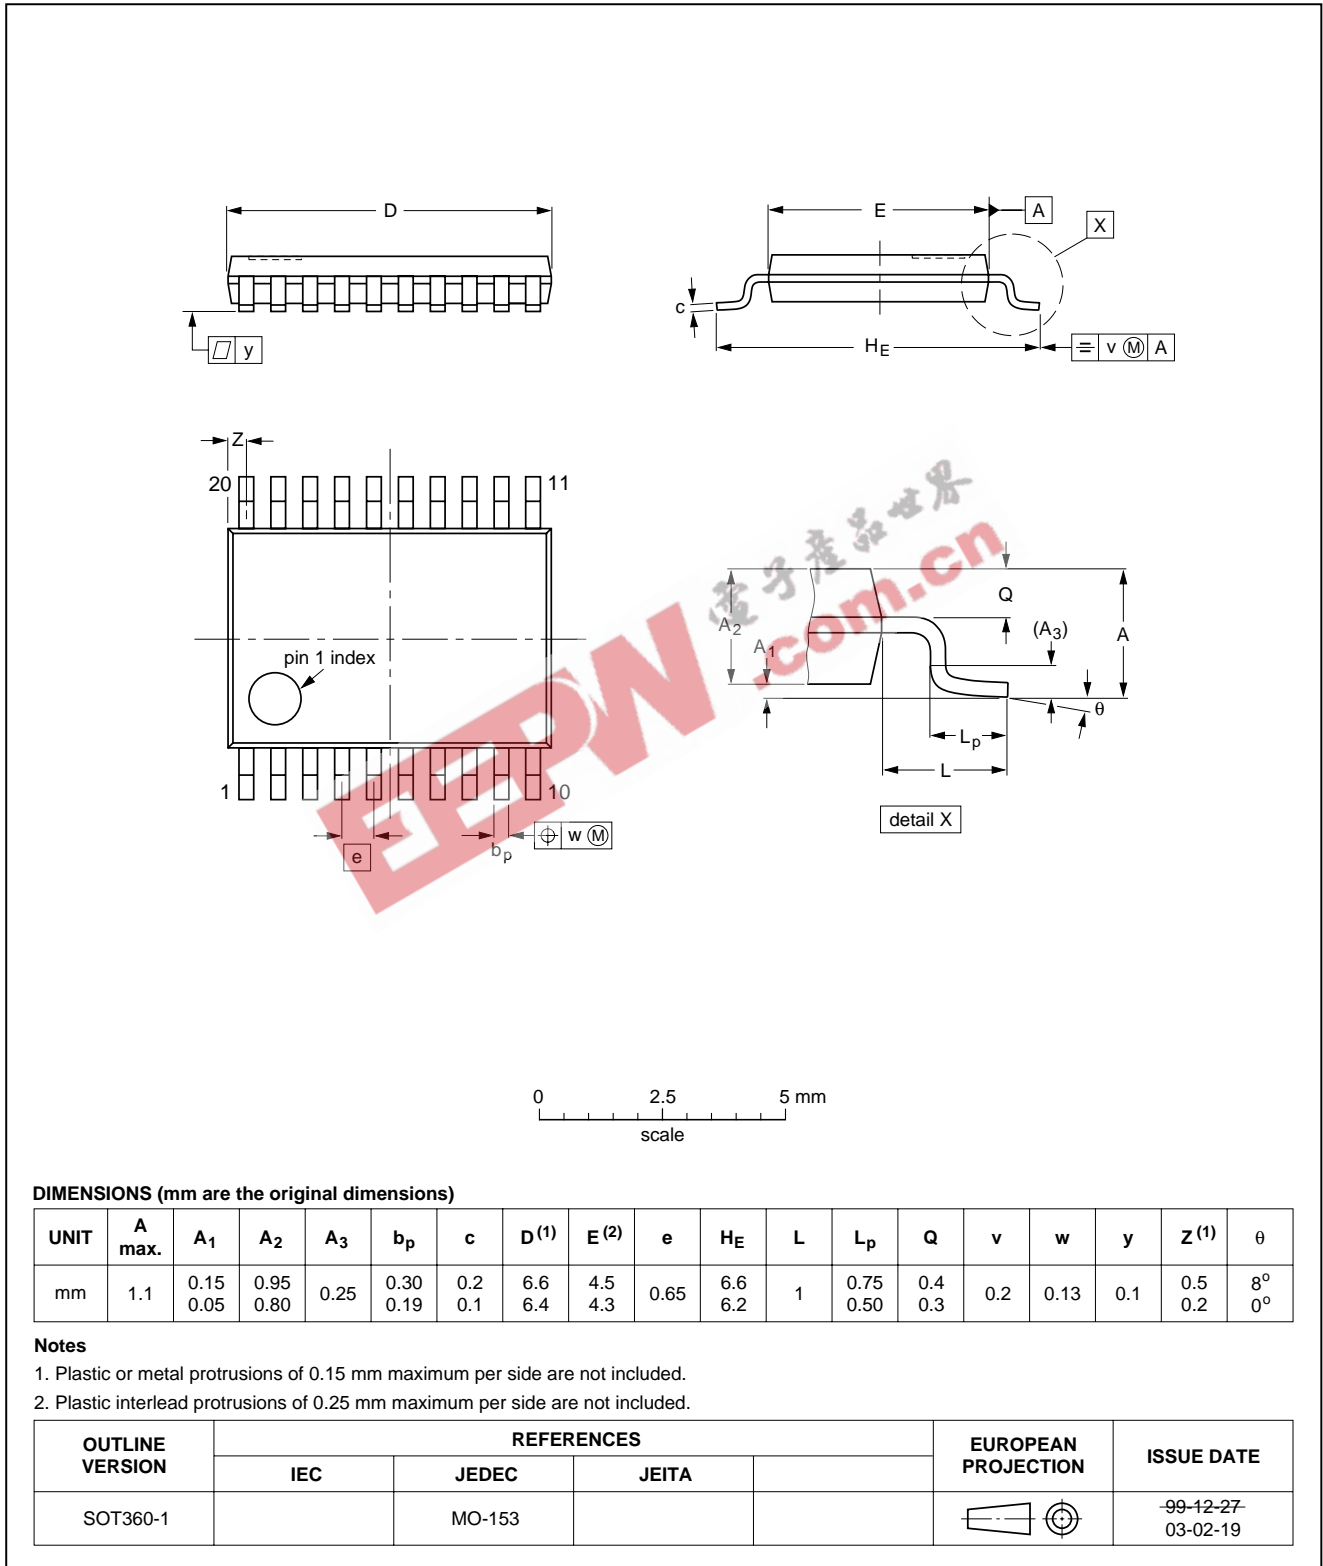 D
E
A
X
c
HE
y
v M A
Z
20
11
pin 1 index
1
10
e
bp
w M
A2
A1
Q
(A3)
A
θ
Lp
L
detail X
電子產品世界
EEPW
.com.cn
0 2.5 5 mm
scale
DIMENSIONS (mm are the original dimensions)
UNIT A max. A1 A2 A3 bp c D(1) E(2) e HE L Lp Q v w y Z(1) θ
mm 1.1 0.15 0.05 0.95 0.80 0.25 0.30 0.19 0.2 0.1 6.6 6.4 4.5 4.3 0.65 6.6 6.2 1 0.75 0.50 0.4 0.3 0.2 0.13 0.1 0.5 0.2 8o 0o
Notes
1. Plastic or metal protrusions of 0.15 mm maximum per side are not included.
2. Plastic interlead protrusions of 0.25 mm maximum per side are not included.
OUTLINE VERSION REFERENCES EUROPEAN PROJECTION ISSUE DATE
IEC JEDEC JEITA
SOT360-1 MO-153 99-12-27
03-02-19